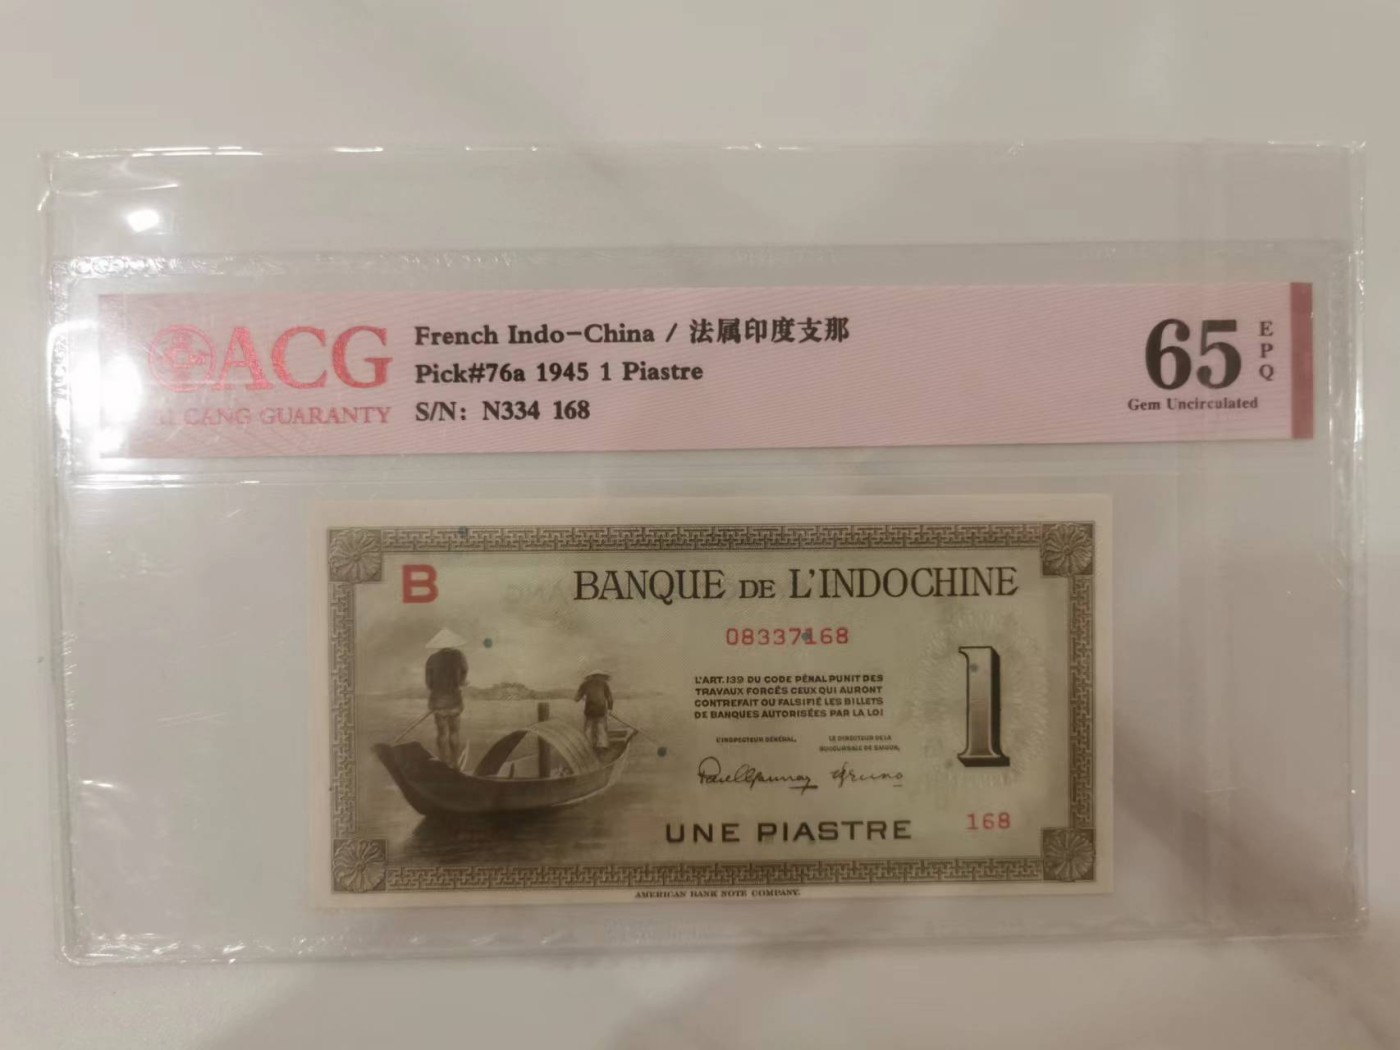 ACG
French Indo-China / 法属印度支那
Pick#76a 1945 1 Piastre
CANG GUARANTY
S/N: N334 168
65
EPQ
Gem Uncirculated
B
BANQUE DE L'INDOCHINE
08337168
L'ART.139 DU CODE PÉNAL PUNIT DES
TRAVAUX FORCÉS CEUX QUI AURONT
CONTREFAIT OU FALSIFIÉ LES BILLETS
DE BANQUES AUTORISÉES PAR LA LOI
L'INSPECTEUR GÉNÉRAL,
LE DIRECTEUR DE LA
SUCCURSALE DE SAIGON,
1
168
UNE PIASTRE
AMERICAN BANK NOTE COMPANY.